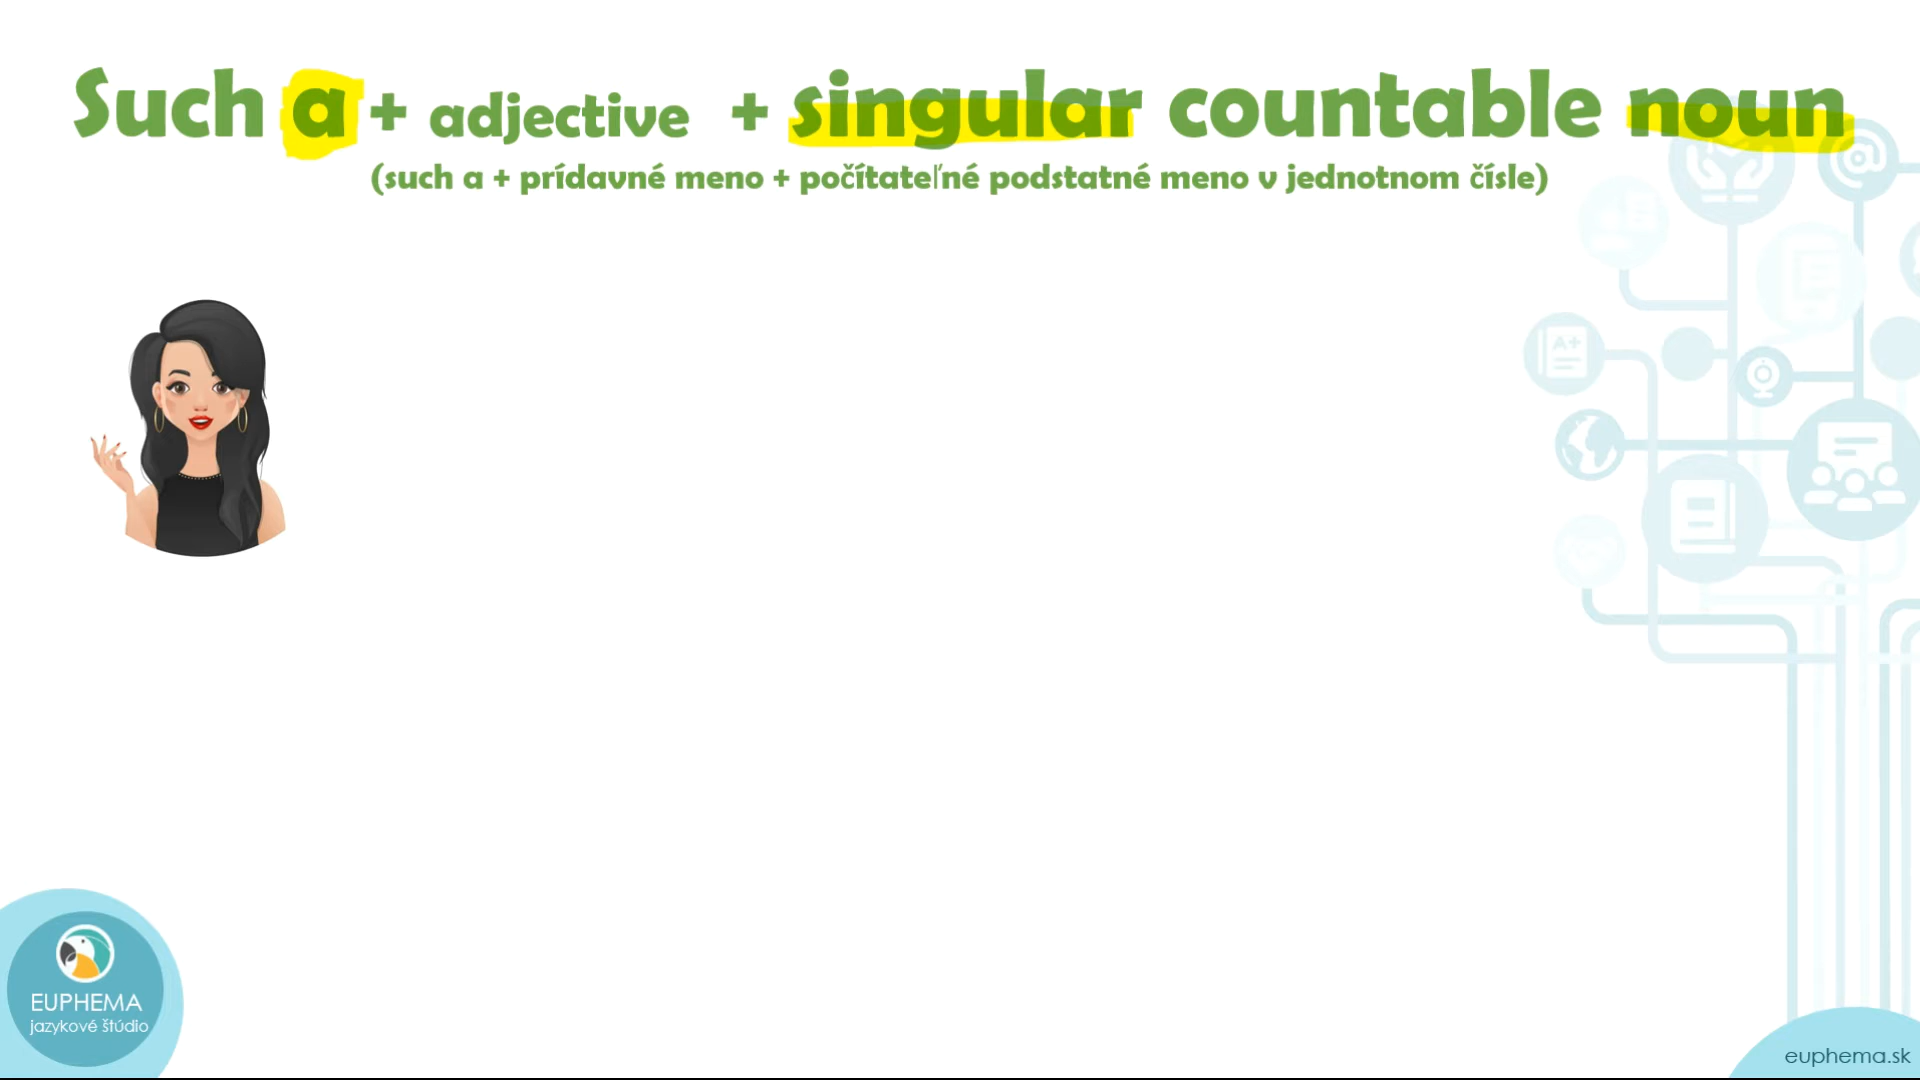 Such a + adjective + singular countable noun
(such a + prídavné meno + počítateľné podstatné meno v jednotnom čísle)
A+
@
EUPHEMA
jazykové štúdio
euphema.sk